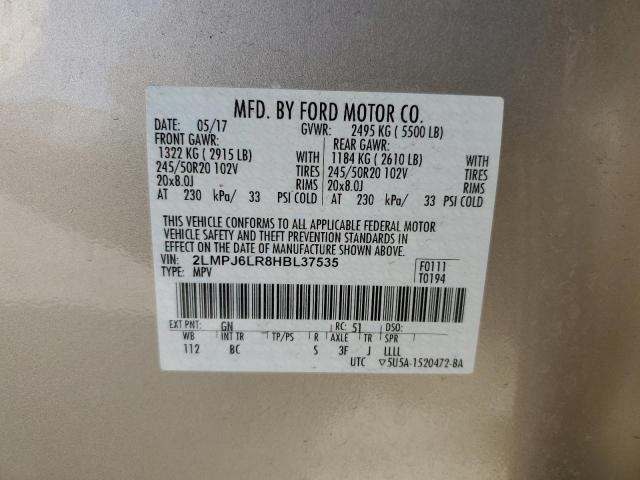 MFD. BY FORD MOTOR CO.
DATE: 05/17 GVWR: 2495 KG ( 5500 LB)
FRONT GAWR: REAR GAWR:
1322 KG ( 2915 LB) WITH 1184 KG ( 2610 LB) WITH
245/50R20 102V TIRES 245/50R20 102V TIRES
20x8.0J RIMS 20x8.0J RIMS
AT 230 kPa/ 33 PSI COLD AT 230 kPa/ 33 PSI COLD
THIS VEHICLE CONFORMS TO ALL APPLICABLE FEDERAL MOTOR
VEHICLE SAFETY AND THEFT PREVENTION STANDARDS IN
EFFECT ON THE DATE OF MANUFACTURE SHOWN ABOVE.
VIN: 2LMPJ6LR8HBL37535 F0111
TYPE: MPV T0194
EXT PNT: GN RC: 51 DSO:
WB INT TR TP/PS R AXLE TR SPR
112 BC S 3F J LLLL
UTC ▽5U5A-1520472-BA